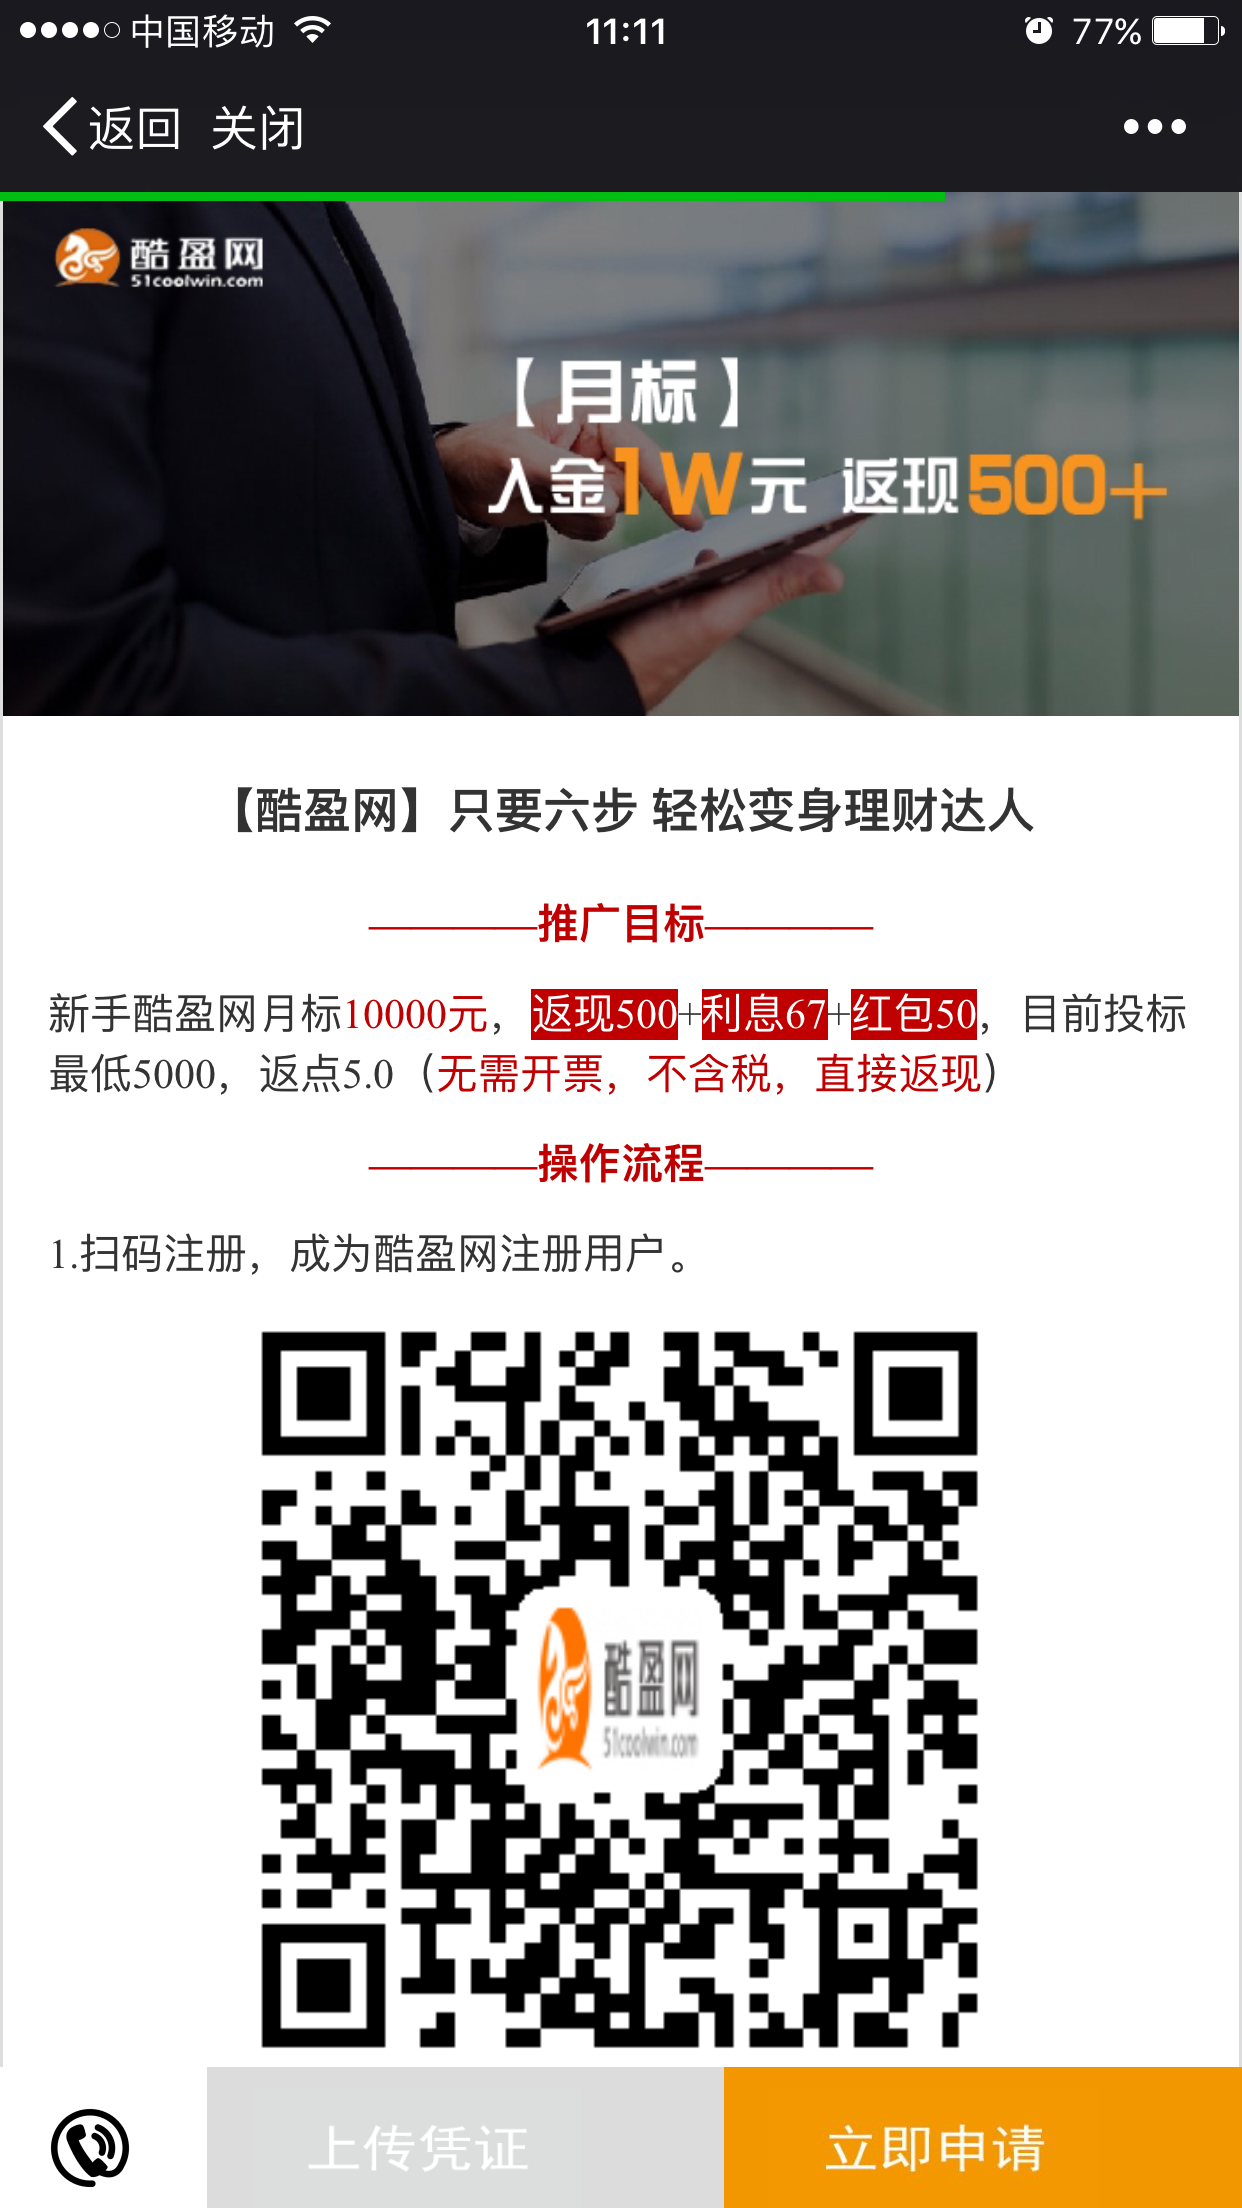 中国移动 11:11 77%
返回 关闭
酷盈网
51coolwin.com
【月标】
入金1W元 返现500+
【酷盈网】只要六步 轻松变身理财达人
————推广目标————
新手酷盈网月标10000元，返现500+利息67+红包50，目前投标
最低5000，返点5.0（无需开票，不含税，直接返现）
————操作流程————
1.扫码注册，成为酷盈网注册用户。
酷盈网
51coolwin.com
上传凭证 立即申请